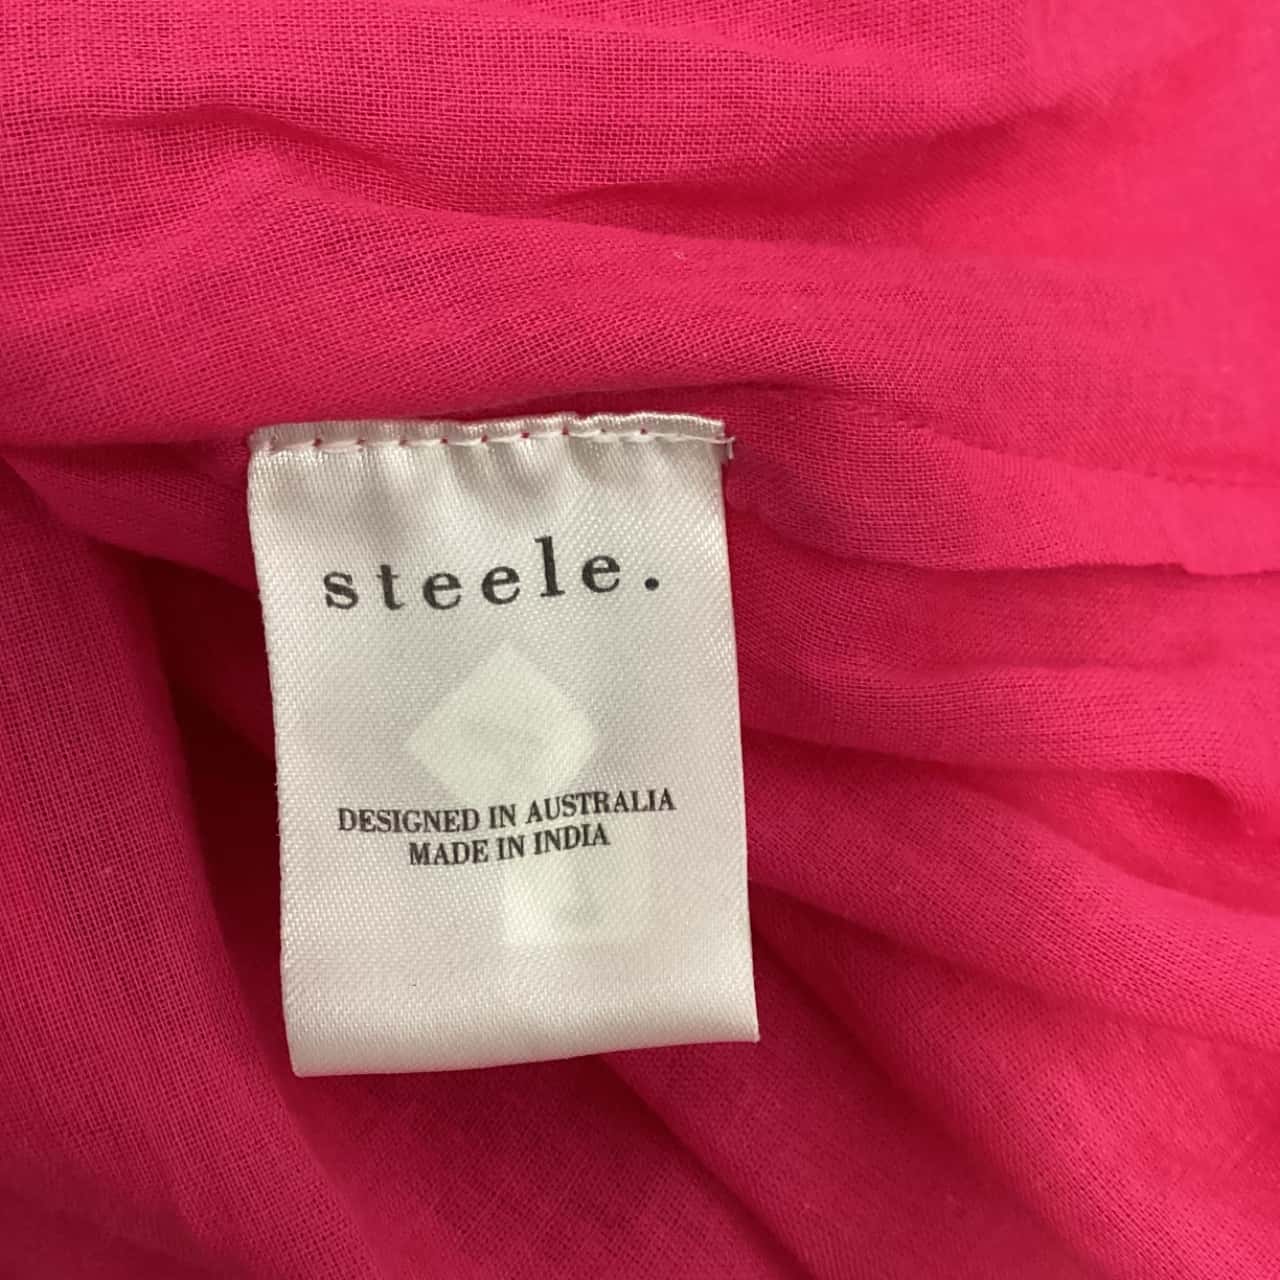 steele.
DESIGNED IN AUSTRALIA
MADE IN INDIA